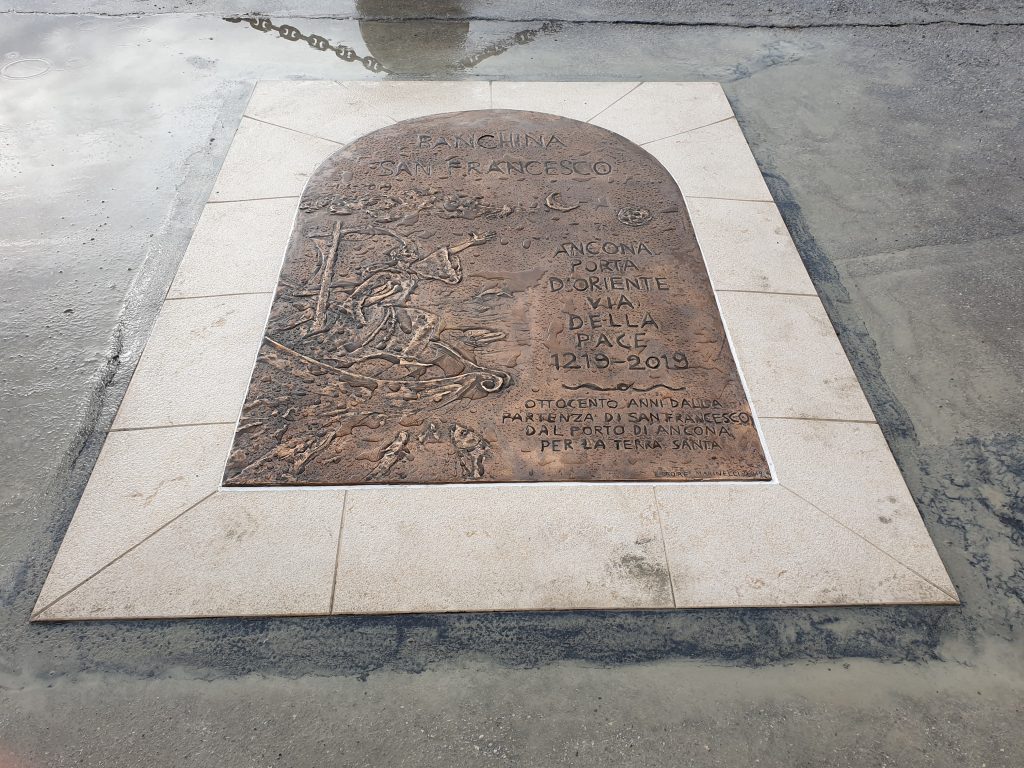 BANCHINA
SAN FRANCESCO
ANCONA
PORTA
D'ORIENTE
VIA
DELLA
PACE
1219-2019
OTTOCENTO ANNI DALLA
PARTENZA DI SAN FRANCESCO
DAL PORTO DI ANCONA
PER LA TERRA SANTA